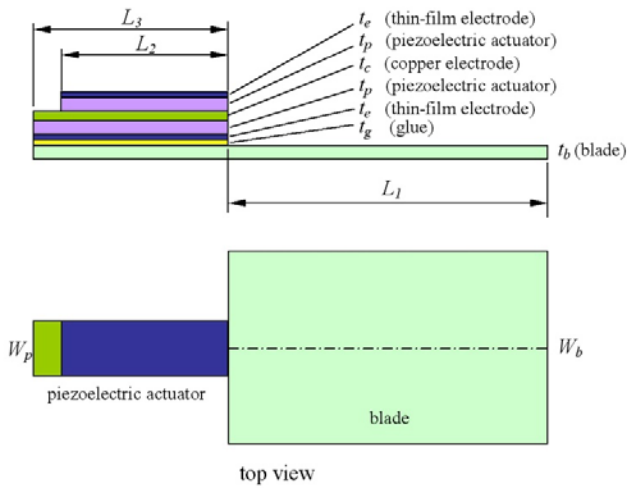 L3
L2
te (thin-film electrode)
tp (piezoelectric actuator)
tc (copper electrode)
tp (piezoelectric actuator)
te (thin-film electrode)
tg (glue)
tb (blade)
L1
Wp
Wb
piezoelectric actuator
blade
top view